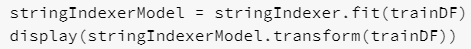 stringIndexerModel = stringIndexer.fit(trainDF)
display(stringIndexerModel.transform(trainDF))